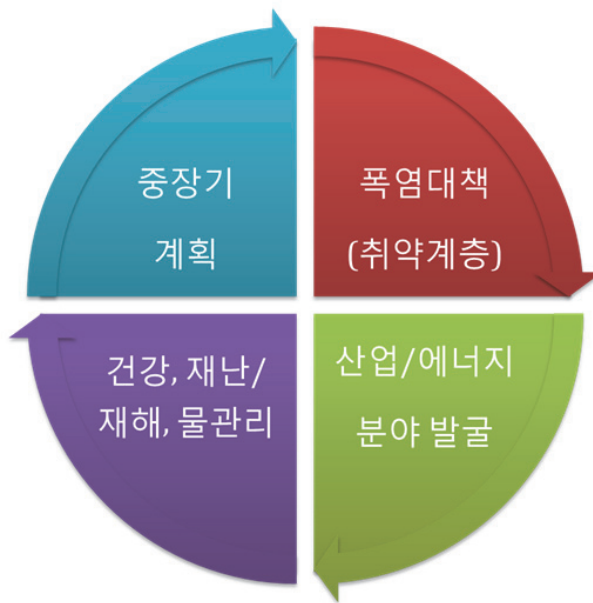 중장기
계획
폭염대책
(취약계층)
건강, 재난/
재해, 물관리
산업/에너지
분야 발굴